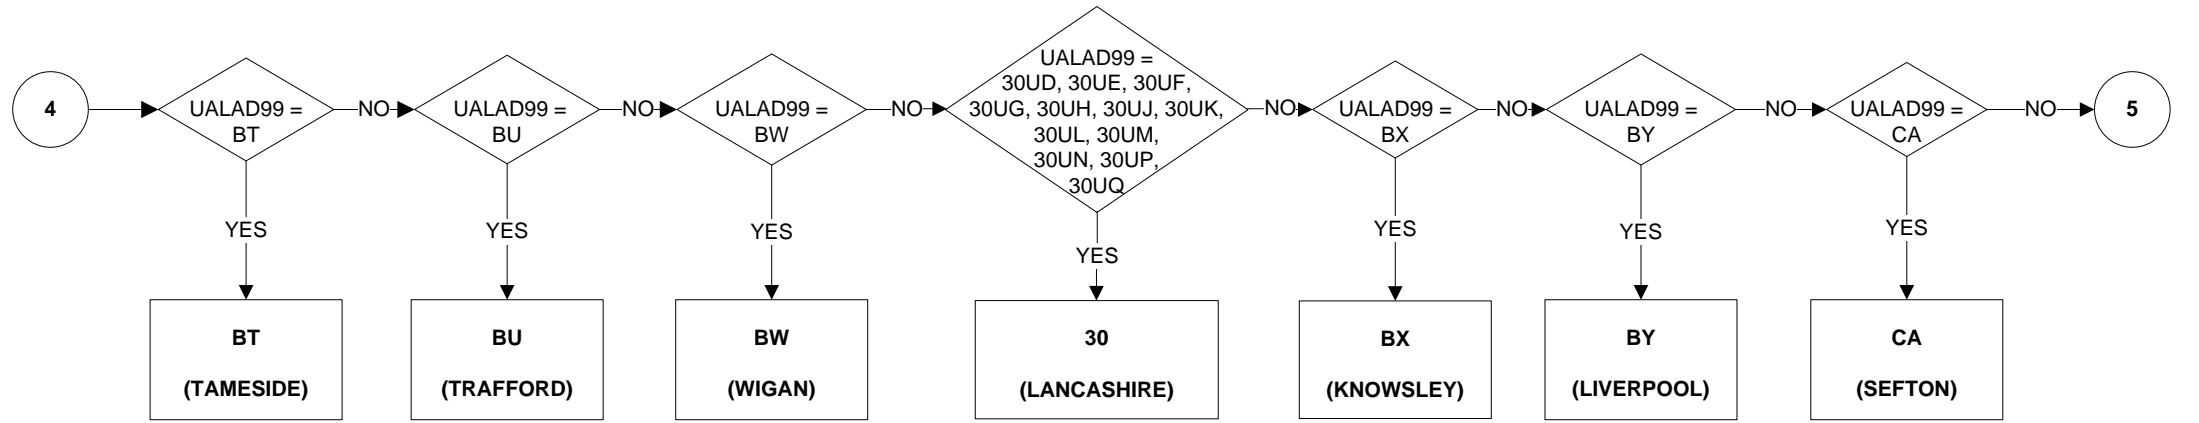 4
UALAD99 =
BT
NO
UALAD99 =
BU
NO
UALAD99 =
BW
NO
UALAD99 =
30UD, 30UE, 30UF,
30UG, 30UH, 30UJ, 30UK,
30UL, 30UM,
30UN, 30UP,
30UQ
NO
UALAD99 =
BX
NO
UALAD99 =
BY
NO
UALAD99 =
CA
NO
5
YES
YES
YES
YES
YES
YES
YES
BT
(TAMESIDE)
BU
(TRAFFORD)
BW
(WIGAN)
30
(LANCASHIRE)
BX
(KNOWSLEY)
BY
(LIVERPOOL)
CA
(SEFTON)